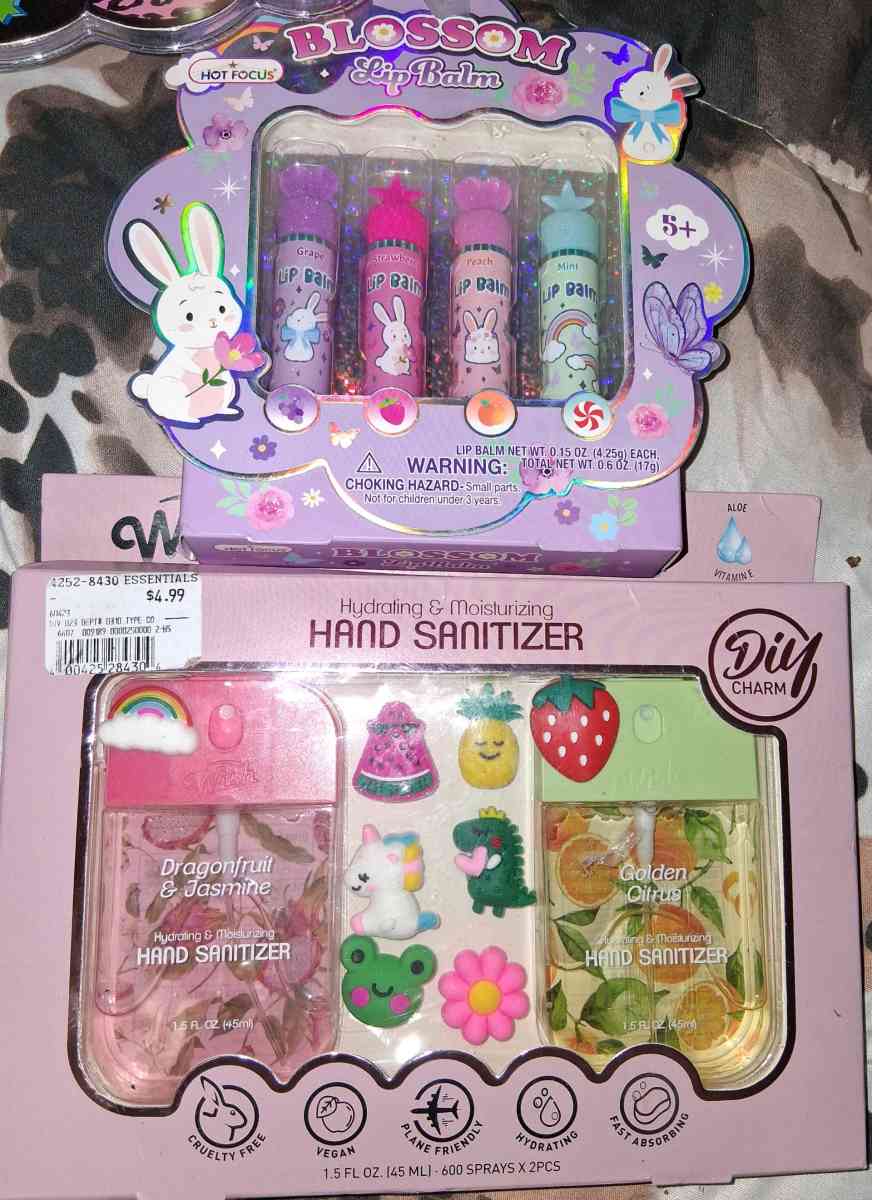 BLOSSOM
Lip Balm
HOT FOCUS
5+
Grape
Lip Balm
Strawberry
Lip Balm
Peach
Lip Balm
Mint
Lip Balm
LIP BALM NET WT. 0.15 OZ. (4.25g) EACH,
TOTAL NET WT. 0.6 OZ. (17g)
WARNING:
CHOKING HAZARD- Small parts.
Not for children under 3 years.
HOT FOCUS
BLOSSOM
Lip Balm
ALOE
VITAMIN E
4252-8430 ESSENTIALS
$4.99
Hydrating & Moisturizing
HAND SANITIZER
DiY
CHARM
Dragonfruit
& Jasmine
Hydrating & Moisturizing
HAND SANITIZER
1.5 FL OZ (45ml)
Golden
Citrus
Hydrating & Moisturizing
HAND SANITIZER
1.5 FL OZ (45ml)
CRUELTY FREE
VEGAN
PLANE FRIENDLY
HYDRATING
FAST ABSORBING
1.5 FL OZ. (45 ML) · 600 SPRAYS X 2PCS